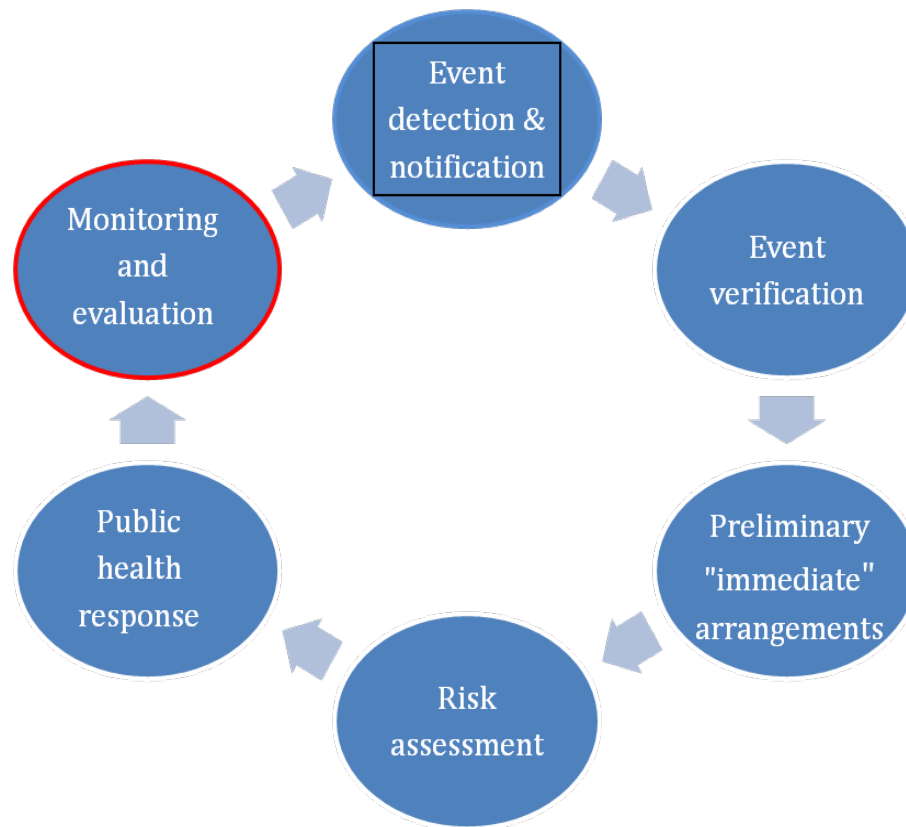 Event
detection &
notification
Event
verification
Preliminary
"immediate"
arrangements
Risk
assessment
Public
health
response
Monitoring
and
evaluation